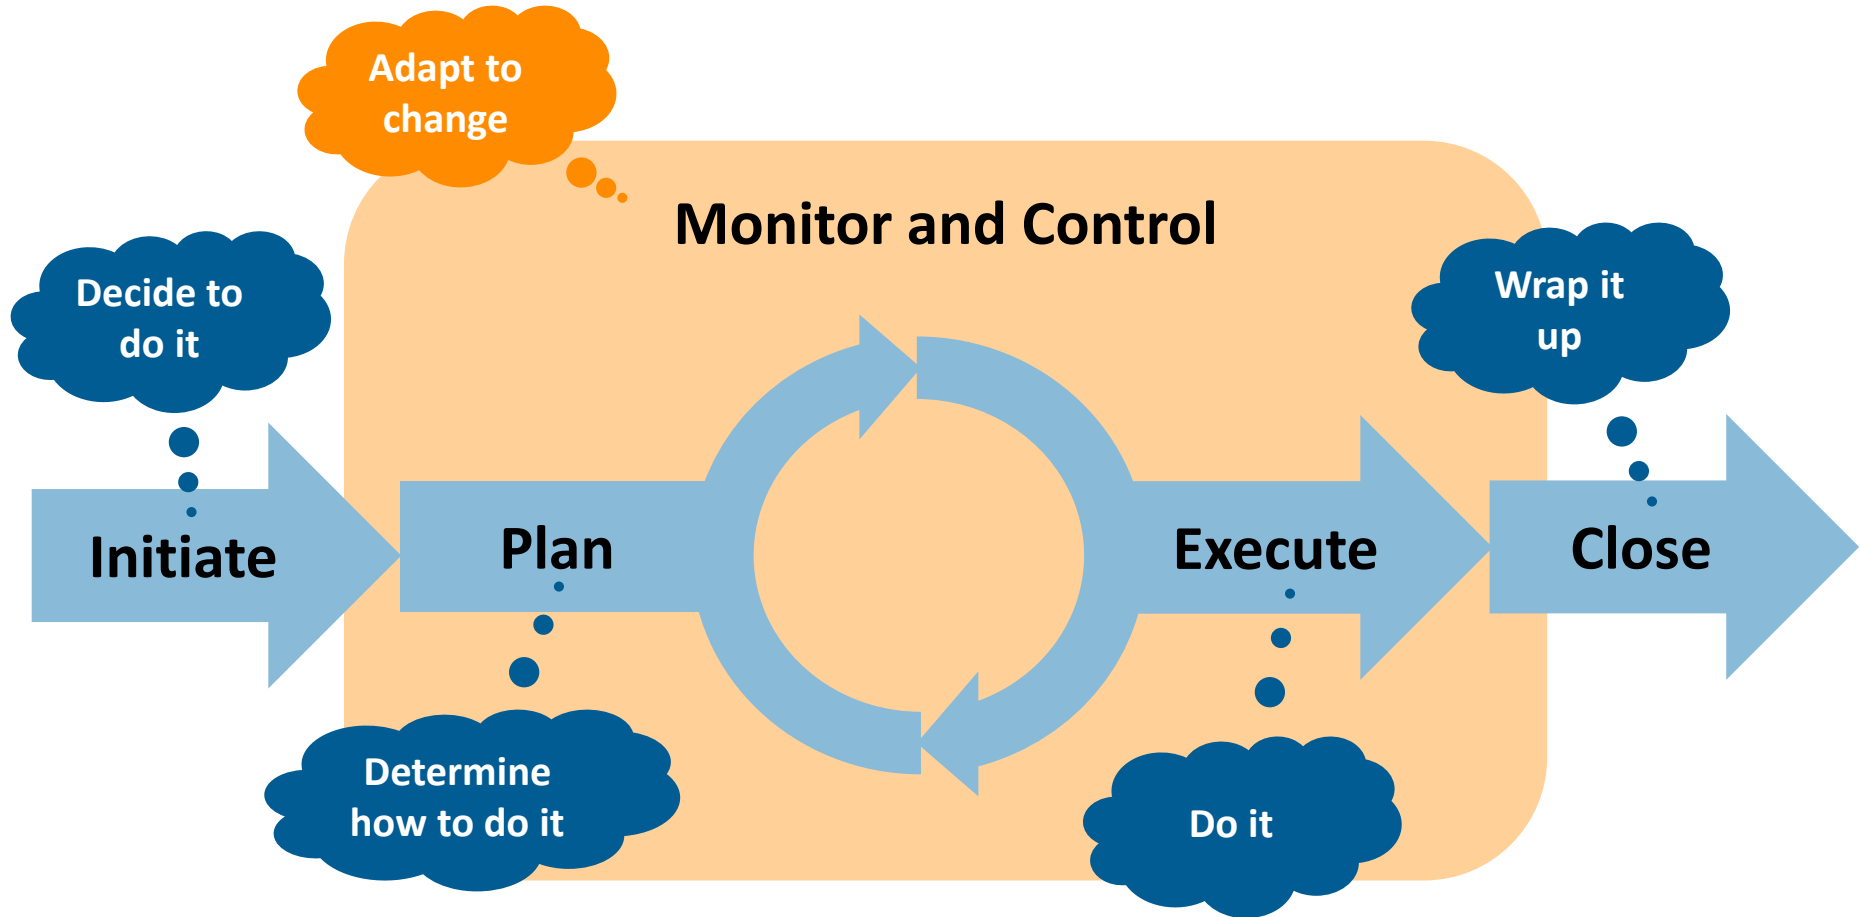 Adapt to
change
Monitor and Control
Decide to
do it
Wrap it
up
Initiate
Plan
Execute
Close
Determine
how to do it
Do it